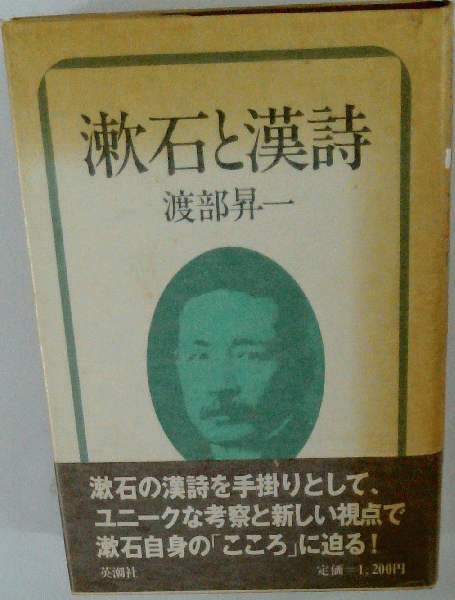 漱石と漢詩
渡部昇一
漱石の漢詩を手掛りとして、
ユニークな考察と新しい視点で
漱石自身の「こころ」に迫る!
英潮社
定価=1,200円